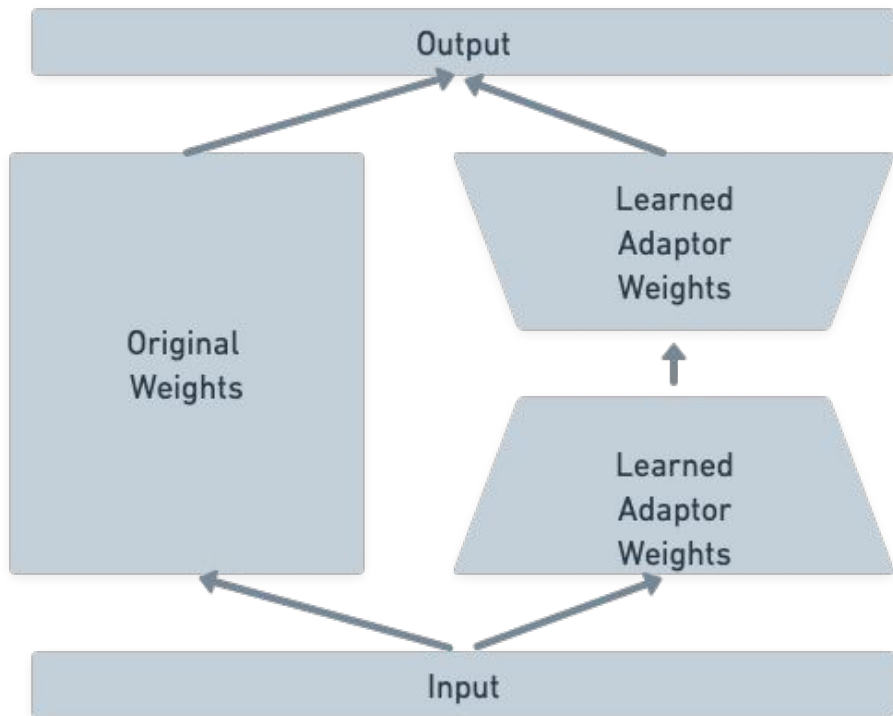 Output
Original
Weights
Learned
Adaptor
Weights
Learned
Adaptor
Weights
Input